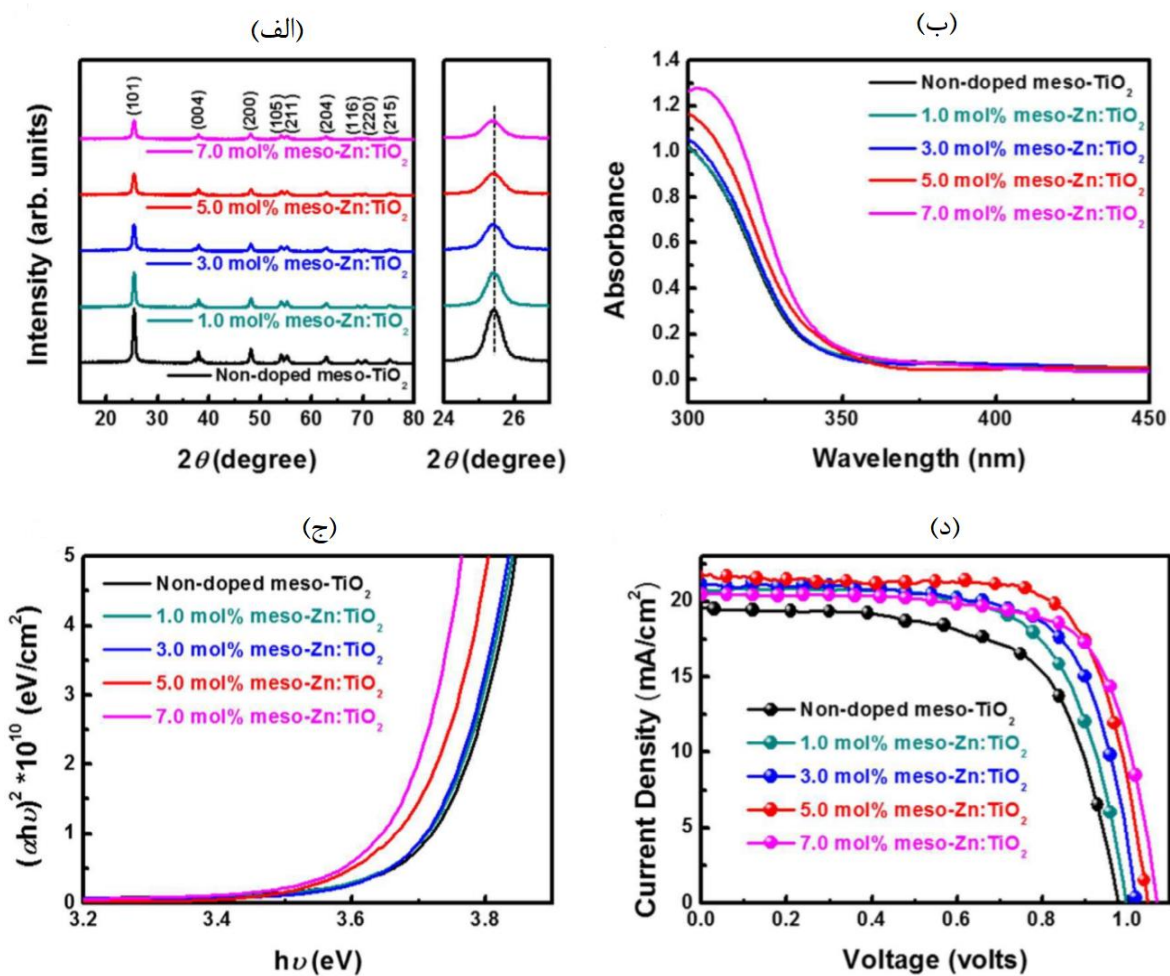 (الف)
Intensity (arb. units)
(101)
(004)
(200)
(105)
(211)
(204)
(116)
(220)
(215)
7.0 mol% meso-Zn:TiO₂
5.0 mol% meso-Zn:TiO₂
3.0 mol% meso-Zn:TiO₂
1.0 mol% meso-Zn:TiO₂
Non-doped meso-TiO₂
20 30 40 50 60 70 80
2θ (degree)
24 26
2θ (degree)
(ب)
Absorbance
1.4
1.2
1.0
0.8
0.6
0.4
0.2
0.0
Non-doped meso-TiO₂
1.0 mol% meso-Zn:TiO₂
3.0 mol% meso-Zn:TiO₂
5.0 mol% meso-Zn:TiO₂
7.0 mol% meso-Zn:TiO₂
300 350 400 450
Wavelength (nm)
(ج)
(αhυ)² *10¹⁰ (eV/cm²)
5
4
3
2
1
0
Non-doped meso-TiO₂
1.0 mol% meso-Zn:TiO₂
3.0 mol% meso-Zn:TiO₂
5.0 mol% meso-Zn:TiO₂
7.0 mol% meso-Zn:TiO₂
3.2 3.4 3.6 3.8
hυ (eV)
(د)
Current Density (mA/cm²)
25
20
15
10
5
0
Non-doped meso-TiO₂
1.0 mol% meso-Zn:TiO₂
3.0 mol% meso-Zn:TiO₂
5.0 mol% meso-Zn:TiO₂
7.0 mol% meso-Zn:TiO₂
0.0 0.2 0.4 0.6 0.8 1.0
Voltage (volts)